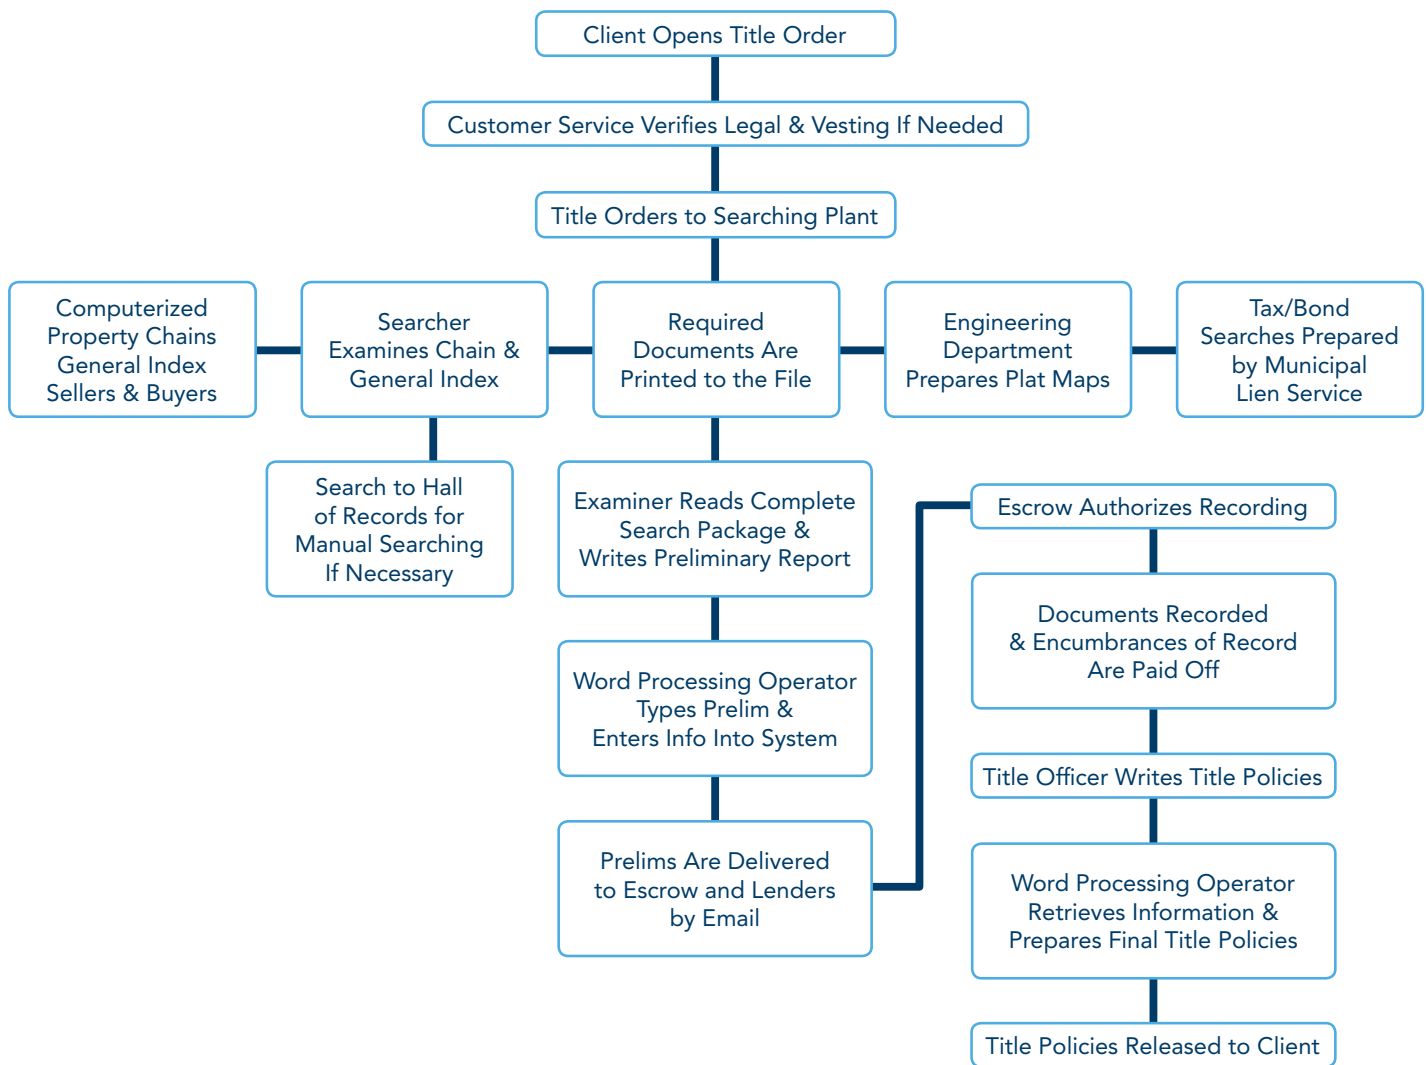 Client Opens Title Order
Customer Service Verifies Legal & Vesting If Needed
Title Orders to Searching Plant
Computerized
Property Chains
General Index
Sellers & Buyers
Searcher
Examines Chain &
General Index
Required
Documents Are
Printed to the File
Engineering
Department
Prepares Plat Maps
Tax/Bond
Searches Prepared
by Municipal
Lien Service
Search to Hall
of Records for
Manual Searching
If Necessary
Examiner Reads Complete
Search Package &
Writes Preliminary Report
Word Processing Operator
Types Prelim &
Enters Info Into System
Prelims Are Delivered
to Escrow and Lenders
by Email
Escrow Authorizes Recording
Documents Recorded
& Encumbrances of Record
Are Paid Off
Title Officer Writes Title Policies
Word Processing Operator
Retrieves Information &
Prepares Final Title Policies
Title Policies Released to Client